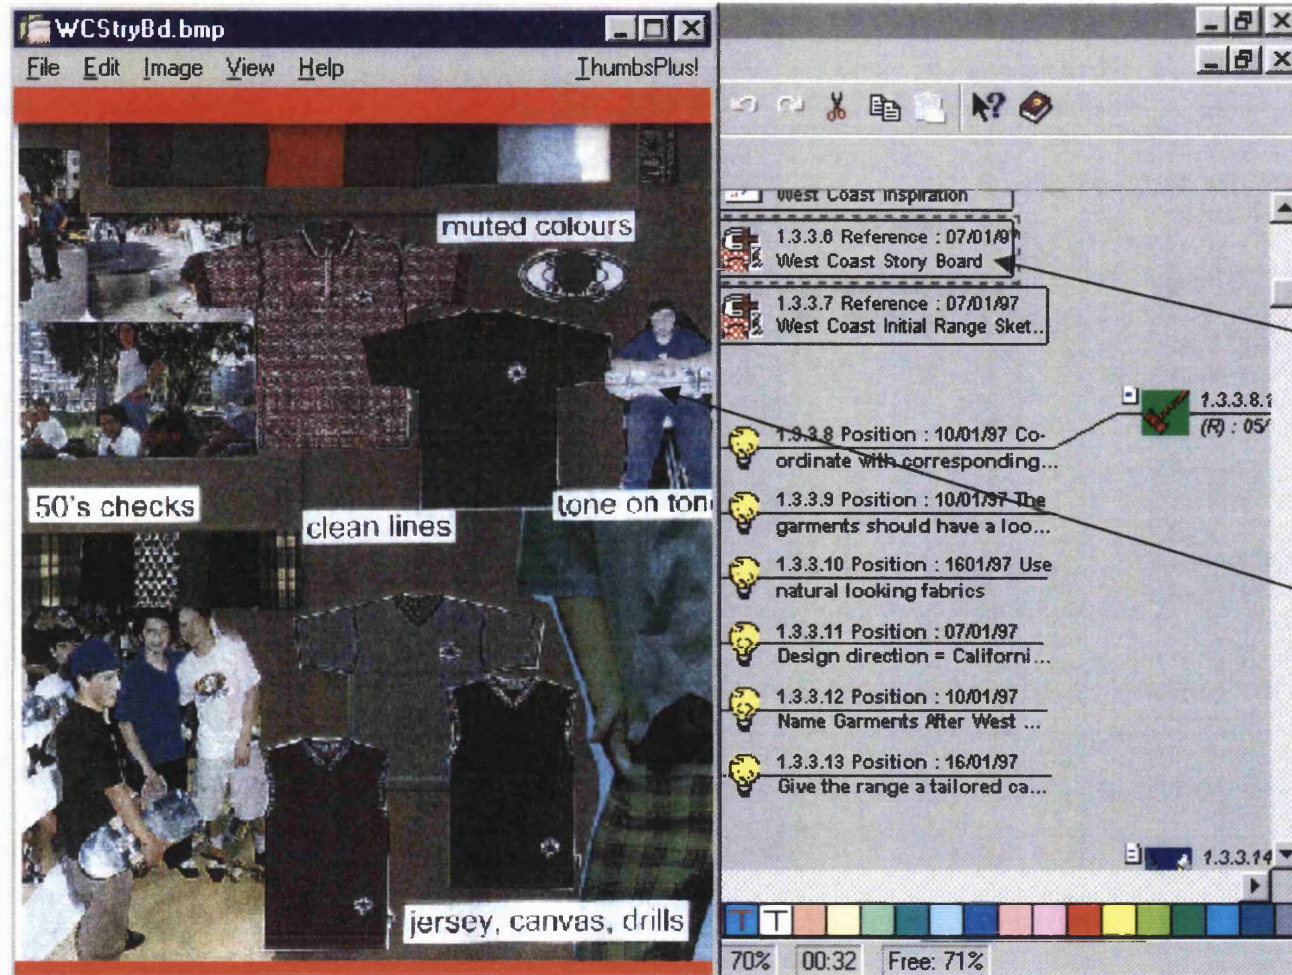 WCStryBd.bmp
File Edit Image View Help ThumbsPlus!
muted colours
50's checks
clean lines
tone on ton
jersey, canvas, drills
West Coast Inspiration
1.3.3.6 Reference : 07/01/9
West Coast Story Board
1.3.3.7 Reference : 07/01/97
West Coast Initial Range Sket...
1.3.3.8.
(R) : 05/
1.3.3.8 Position : 10/01/97 Co-
ordinate with corresponding...
1.3.3.9 Position : 10/01/97 The
garments should have a loo...
1.3.3.10 Position : 1601/97 Use
natural looking fabrics
1.3.3.11 Position : 07/01/97
Design direction = Californi...
1.3.3.12 Position : 10/01/97
Name Garments After West ...
1.3.3.13 Position : 16/01/97
Give the range a tailored ca...
1.3.3.14
T T
70% 00:32 Free: 71%